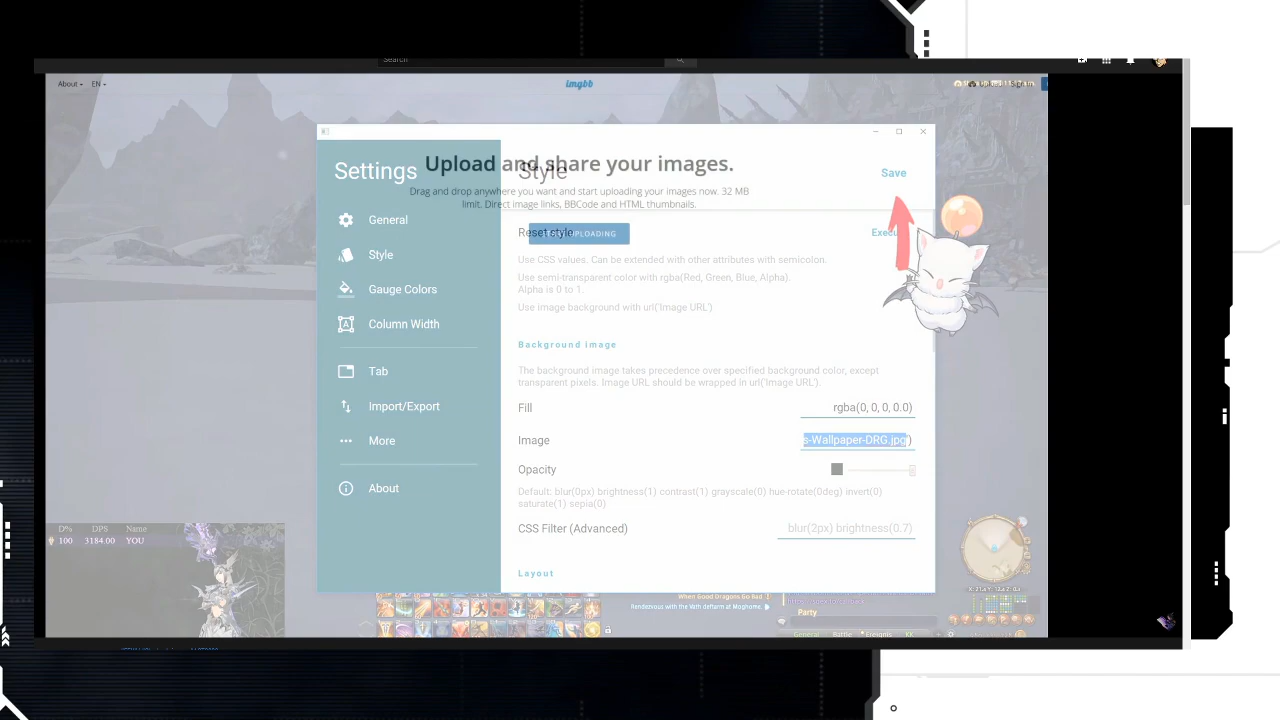 Search
About EN
imgbb
Upload and share your images.
Drag and drop anywhere you want and start uploading your images now. 32 MB
limit. Direct image links, BBCode and HTML thumbnails.
UPLOADING
Settings
General
Style
Gauge Colors
Column Width
Tab
Import/Export
More
About
Style
Save
Reset style
Use CSS values. Can be extended with other attributes with semicolon.
Use semi-transparent color with rgba(Red, Green, Blue, Alpha).
Alpha is 0 to 1.
Use image background with url('Image URL')
Background image
The background image takes precedence over specified background color, except
transparent pixels. Image URL should be wrapped in url('Image URL').
Fill rgba(0, 0, 0, 0.0)
Image s-Wallpaper-DRG.jpg)
Opacity
Default: blur(0px) brightness(1) contrast(1) grayscale(0) hue-rotate(0deg) invert(0)
saturate(1) sepia(0)
CSS Filter (Advanced) blur(2px) brightness(0.7)
Layout
D% DPS Name
100 3184.00 YOU
When Good Dragons Go Bad
Rendezvous with the Vath deftarm at Moghome.
Party
General Battle Ereignis KK